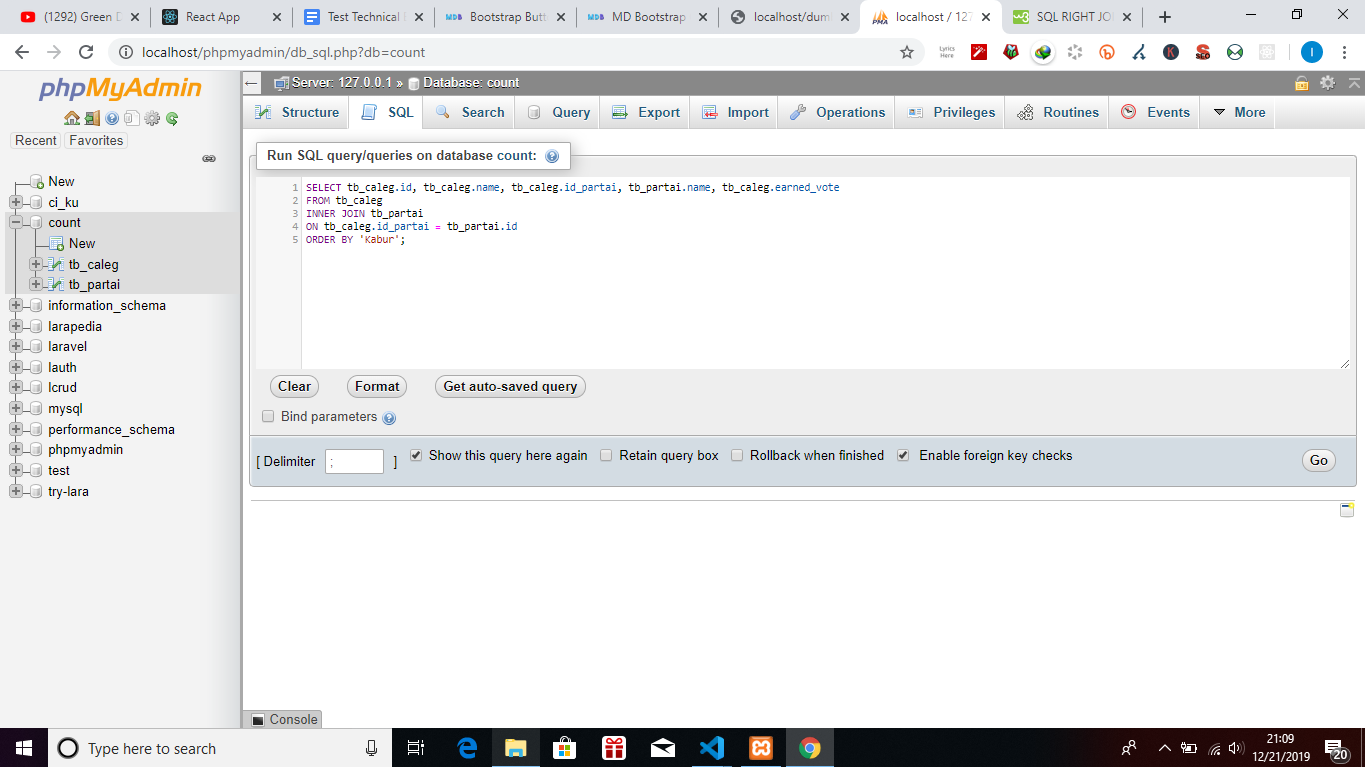 (1292) Green D
React App
Test Technical
Bootstrap Butt
MD Bootstrap
localhost/dum
localhost / 127
SQL RIGHT JO
localhost/phpmyadmin/db_sql.php?db=count
Lyrics Here
SEO
I
phpMyAdmin
Recent
Favorites
New
ci_ku
count
New
tb_caleg
tb_partai
information_schema
larapedia
laravel
lauth
lcrud
mysql
performance_schema
phpmyadmin
test
try-lara
Server: 127.0.0.1 » Database: count
Structure
SQL
Search
Query
Export
Import
Operations
Privileges
Routines
Events
More
Run SQL query/queries on database count:
1 SELECT tb_caleg.id, tb_caleg.name, tb_caleg.id_partai, tb_partai.name, tb_caleg.earned_vote
2 FROM tb_caleg
3 INNER JOIN tb_partai
4 ON tb_caleg.id_partai = tb_partai.id
5 ORDER BY 'Kabur';
Clear
Format
Get auto-saved query
Bind parameters
[ Delimiter ; ]
Show this query here again
Retain query box
Rollback when finished
Enable foreign key checks
Go
Console
Type here to search
21:09
12/21/2019
20